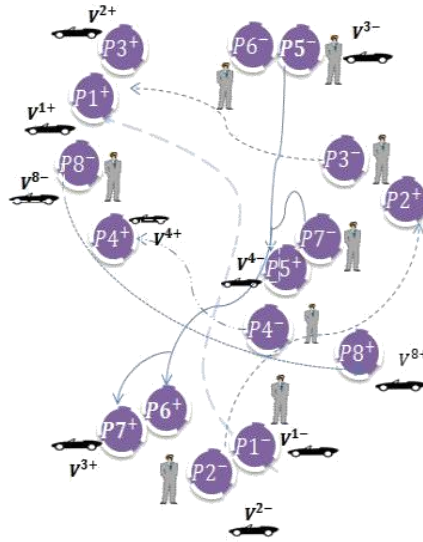 V²⁺
V³⁻
P3⁺
P6⁻
P5⁻
P1⁺
V¹⁺
P8⁻
P3⁻
V⁸⁻
P2⁺
P4⁺
V⁴⁺
P7⁻
V⁴⁻
P5⁺
P4⁻
P8⁺
V⁸⁺
P6⁺
P7⁺
V³⁺
P1⁻
V¹⁻
P2⁻
V²⁻